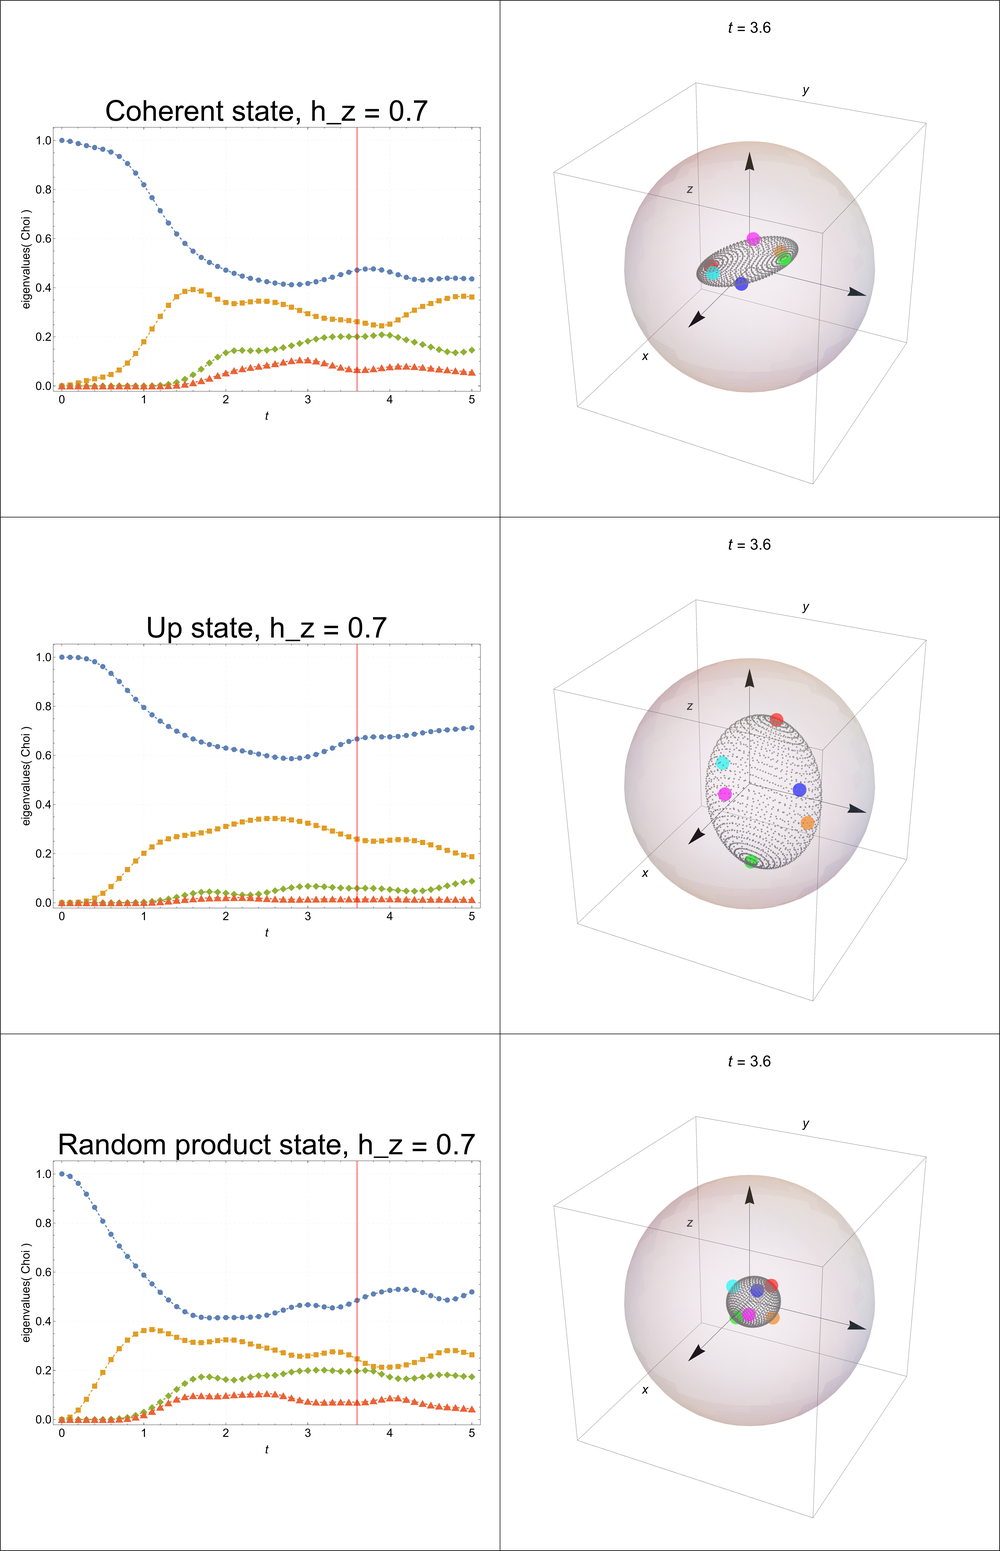 Coherent state, h_z = 0.7
eigenvalues( Choi )
1.0
0.8
0.6
0.4
0.2
0.0
0 1 2 3 4 5
t
t = 3.6
y
z
x
Up state, h_z = 0.7
eigenvalues( Choi )
1.0
0.8
0.6
0.4
0.2
0.0
0 1 2 3 4 5
t
t = 3.6
y
z
x
Random product state, h_z = 0.7
eigenvalues( Choi )
1.0
0.8
0.6
0.4
0.2
0.0
0 1 2 3 4 5
t
t = 3.6
y
z
x